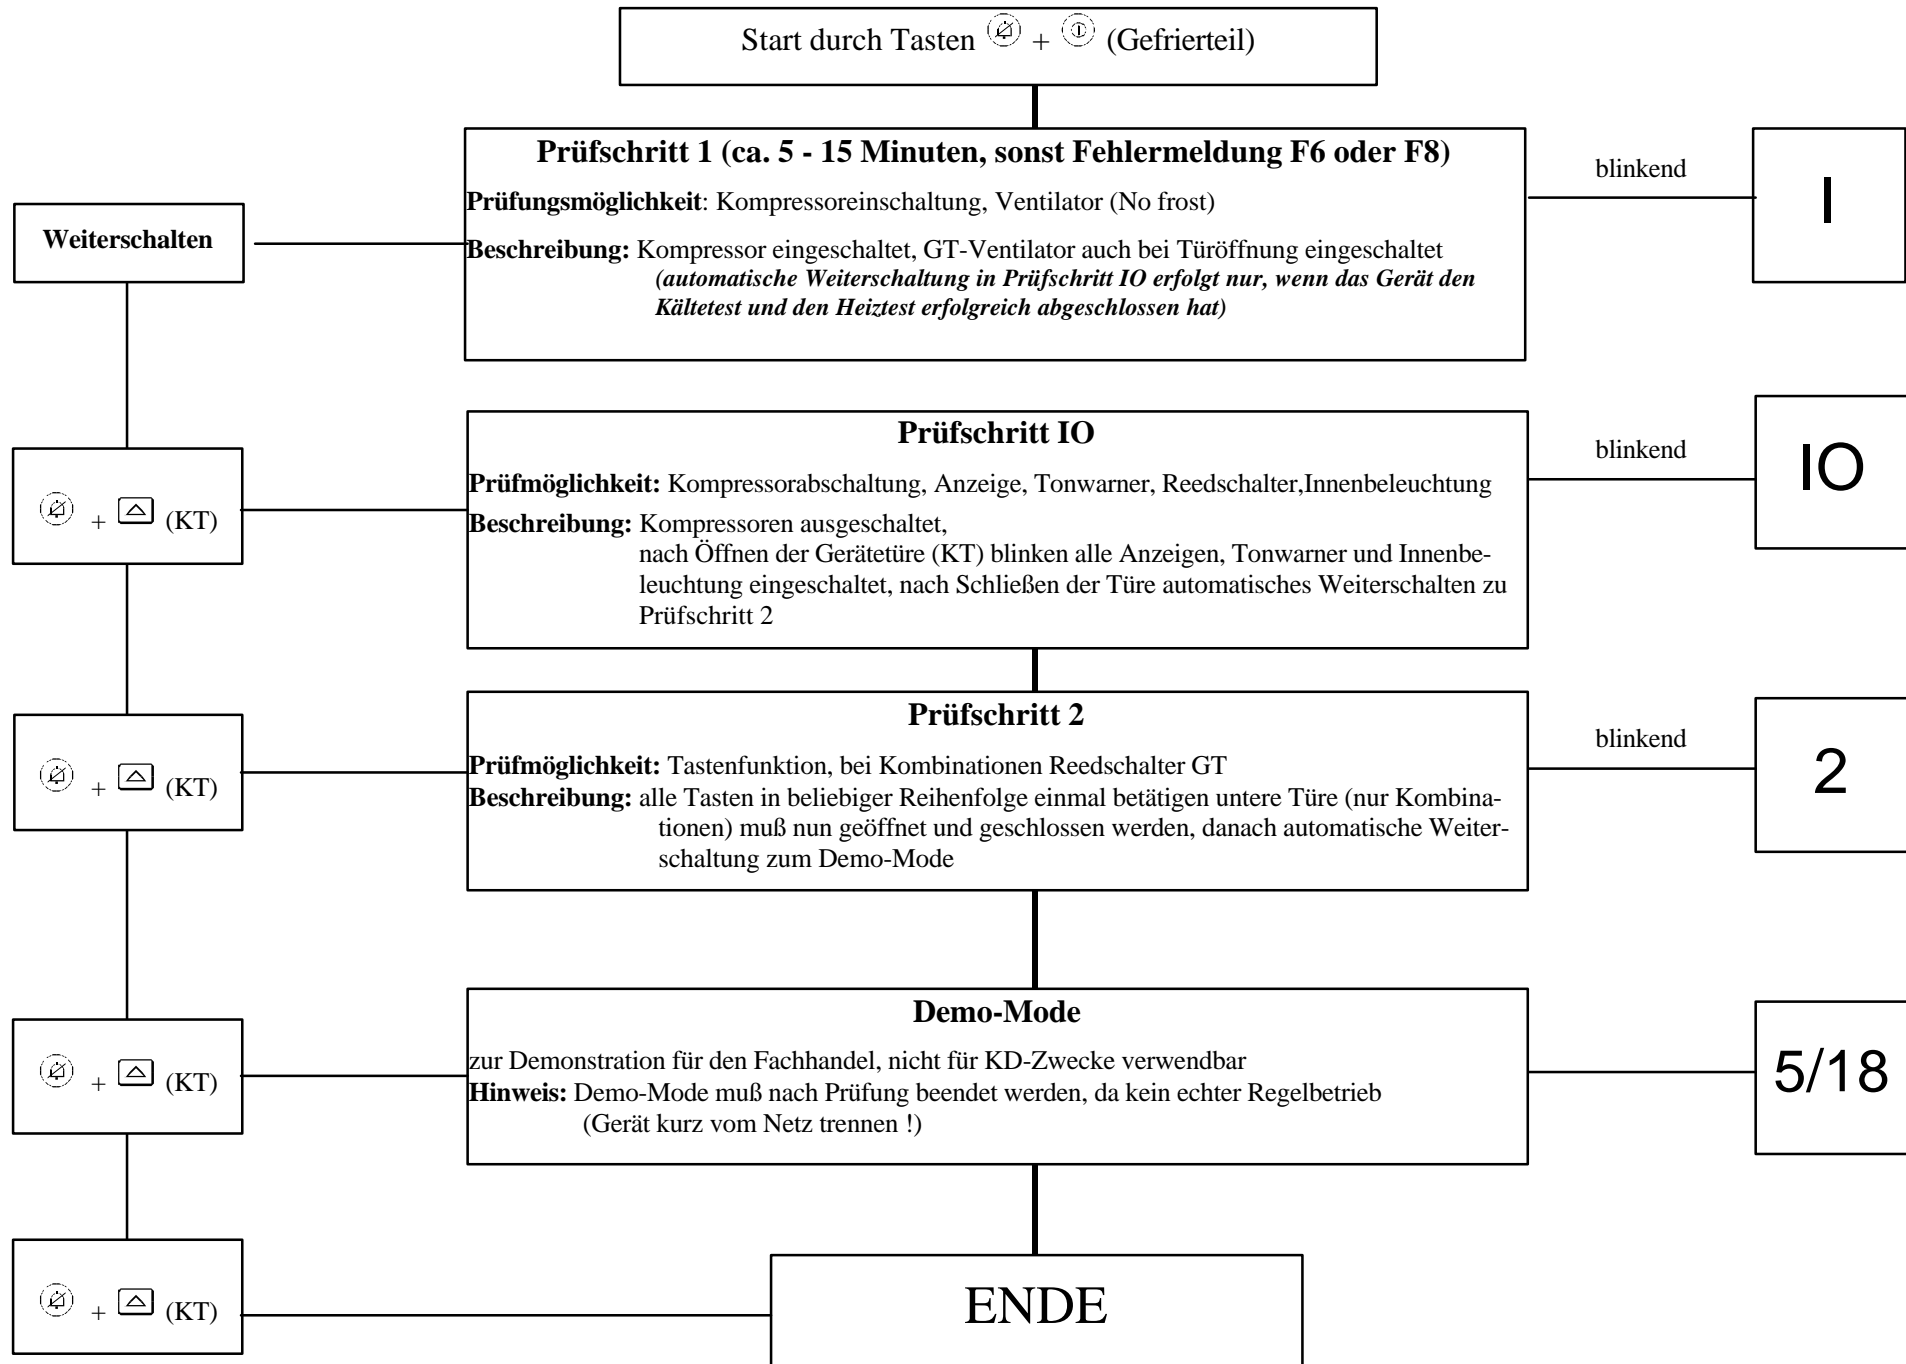 Start durch Tasten + (Gefrierteil)
Prüfschritt 1 (ca. 5 - 15 Minuten, sonst Fehlermeldung F6 oder F8)
Prüfungsmöglichkeit: Kompressoreinschaltung, Ventilator (No frost)
Beschreibung: Kompressor eingeschaltet, GT-Ventilator auch bei Türöffnung eingeschaltet
(automatische Weiterschaltung in Prüfschritt IO erfolgt nur, wenn das Gerät den
Kältetest und den Heiztest erfolgreich abgeschlossen hat)
blinkend
I
Weiterschalten
Prüfschritt IO
Prüfmöglichkeit: Kompressorabschaltung, Anzeige, Tonwarner, Reedschalter,Innenbeleuchtung
Beschreibung: Kompressoren ausgeschaltet,
nach Öffnen der Gerätetüre (KT) blinken alle Anzeigen, Tonwarner und Innenbe-
leuchtung eingeschaltet, nach Schließen der Türe automatisches Weiterschalten zu
Prüfschritt 2
blinkend
IO
+ (KT)
Prüfschritt 2
Prüfmöglichkeit: Tastenfunktion, bei Kombinationen Reedschalter GT
Beschreibung: alle Tasten in beliebiger Reihenfolge einmal betätigen untere Türe (nur Kombina-
tionen) muß nun geöffnet und geschlossen werden, danach automatische Weiter-
schaltung zum Demo-Mode
blinkend
2
+ (KT)
Demo-Mode
zur Demonstration für den Fachhandel, nicht für KD-Zwecke verwendbar
Hinweis: Demo-Mode muß nach Prüfung beendet werden, da kein echter Regelbetrieb
(Gerät kurz vom Netz trennen !)
5/18
+ (KT)
ENDE
+ (KT)